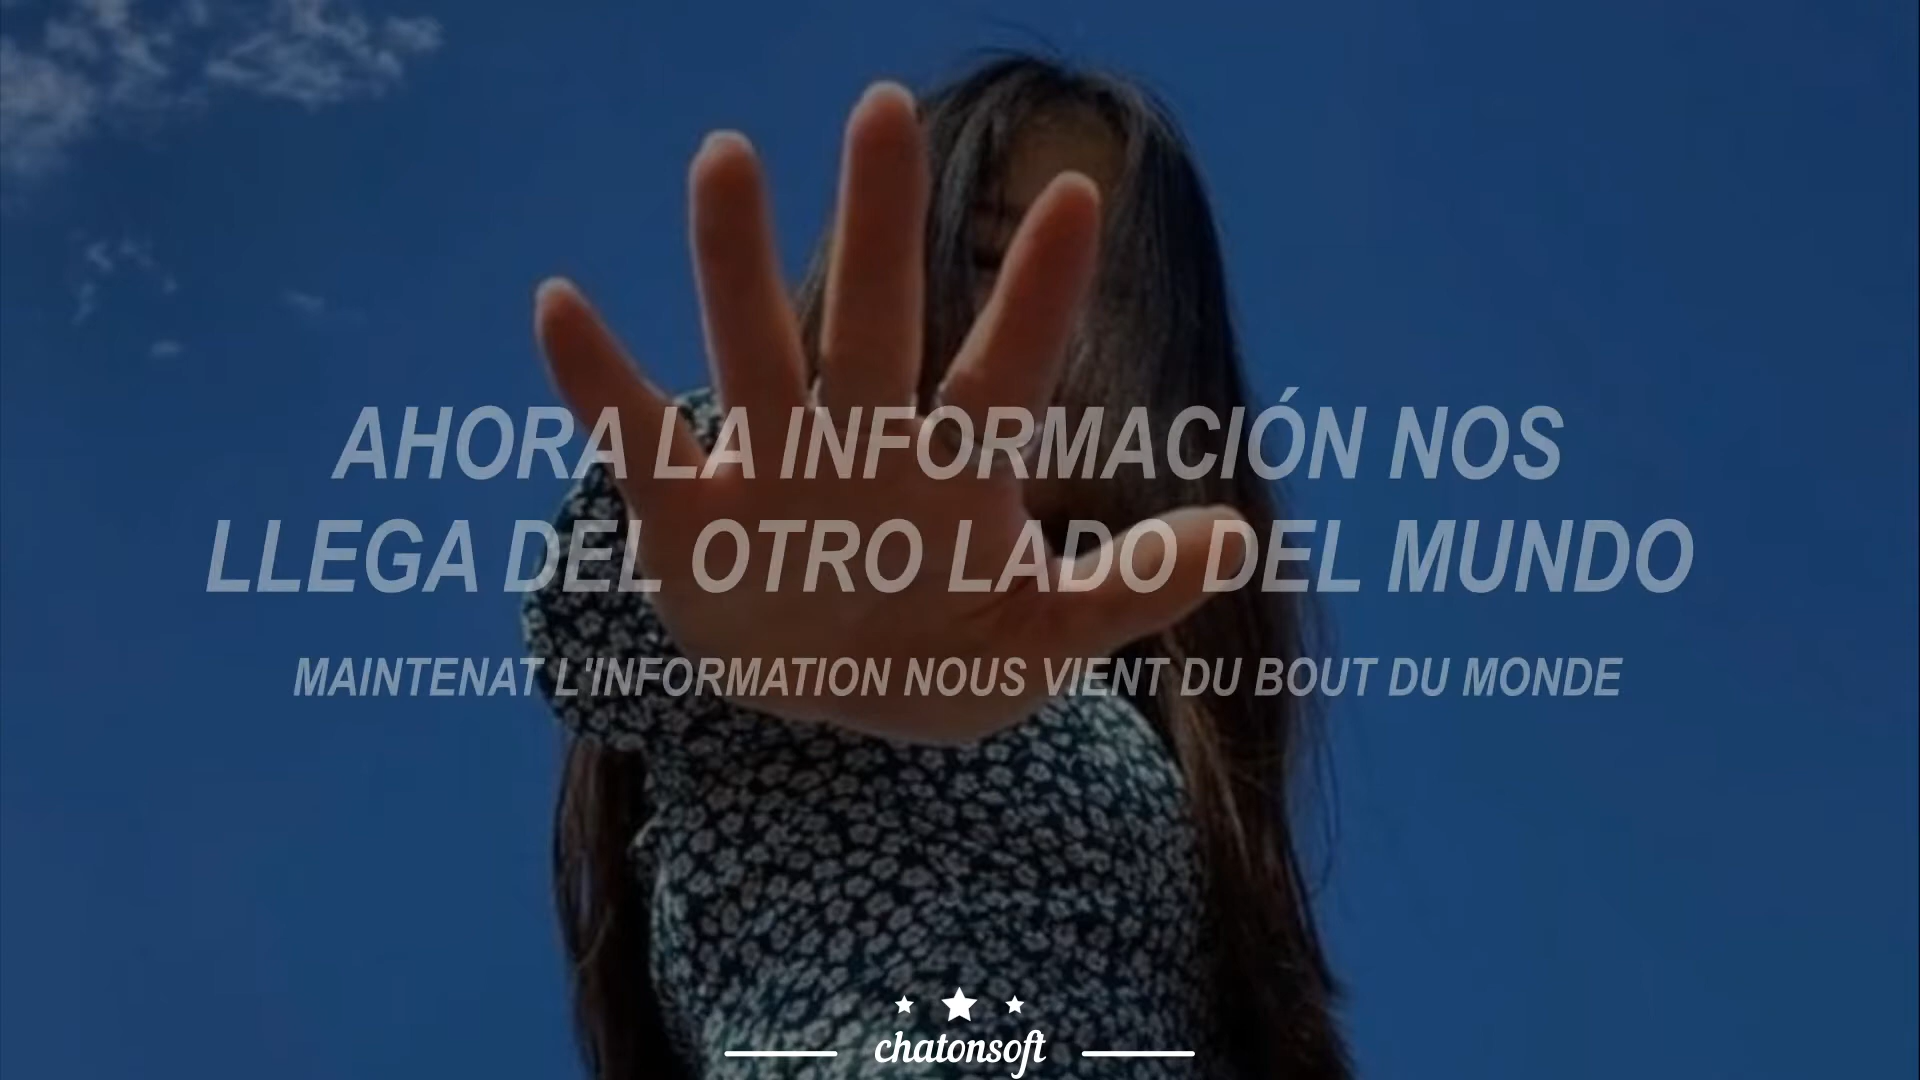 AHORA LA INFORMACIÓN NOS
LLEGA DEL OTRO LADO DEL MUNDO
MAINTENAT L'INFORMATION NOUS VIENT DU BOUT DU MONDE
chatonsoft